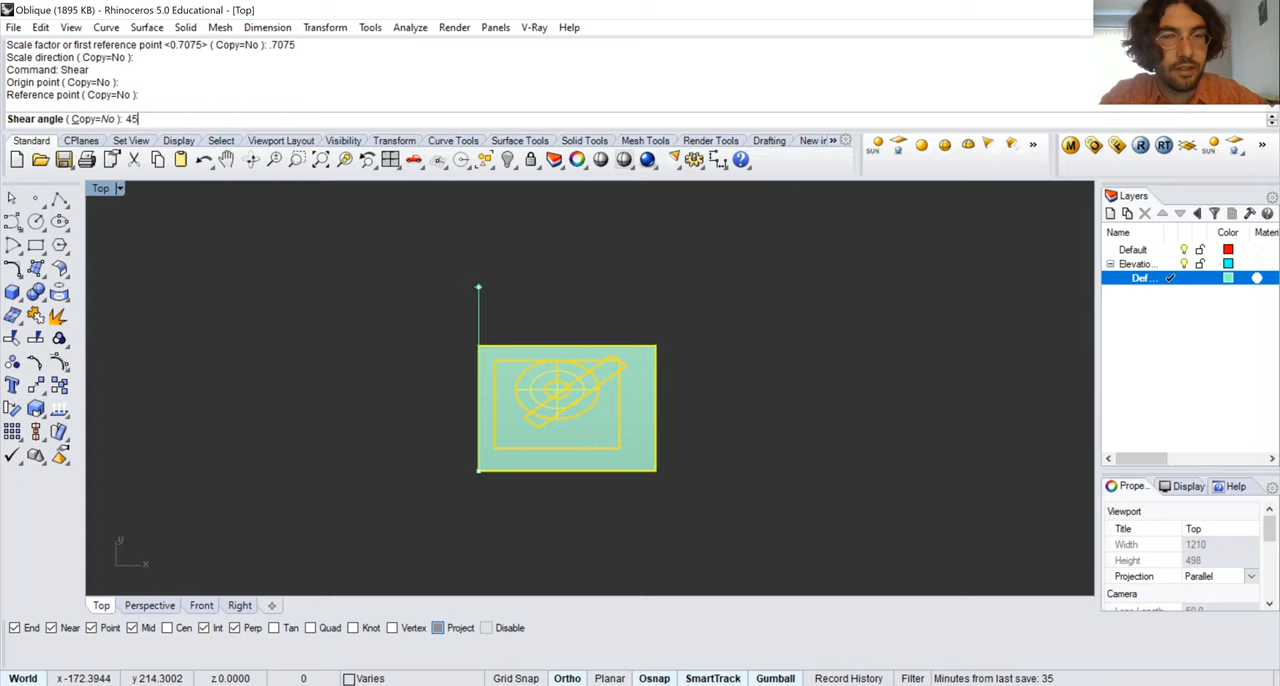 Oblique (1895 KB) - Rhinoceros 5.0 Educational - [Top]
File Edit View Curve Surface Solid Mesh Dimension Transform Tools Analyze Render Panels V-Ray Help
Scale factor or first reference point <0.7075> ( Copy=No ): .7075
Scale direction ( Copy=No ):
Command: Shear
Origin point ( Copy=No ):
Reference point ( Copy=No ):
Shear angle ( Copy=No ): 45
Standard CPlanes Set View Display Select Viewport Layout Visibility Transform Curve Tools Surface Tools Solid Tools Mesh Tools Render Tools Drafting New in »
SUN » M R RT SUN »
Top
Layers
Name Color Mater
Default
Elevatio...
Def...
Prope... Display Help
Viewport
Title Top
Width 1210
Height 498
Projection Parallel
Camera
y
x
Top Perspective Front Right
End Near Point Mid Cen Int Perp Tan Quad Knot Vertex Project Disable
World x -172.3944 y 214.3002 z 0.0000 0 Varies Grid Snap Ortho Planar Osnap SmartTrack Gumball Record History Filter Minutes from last save: 35